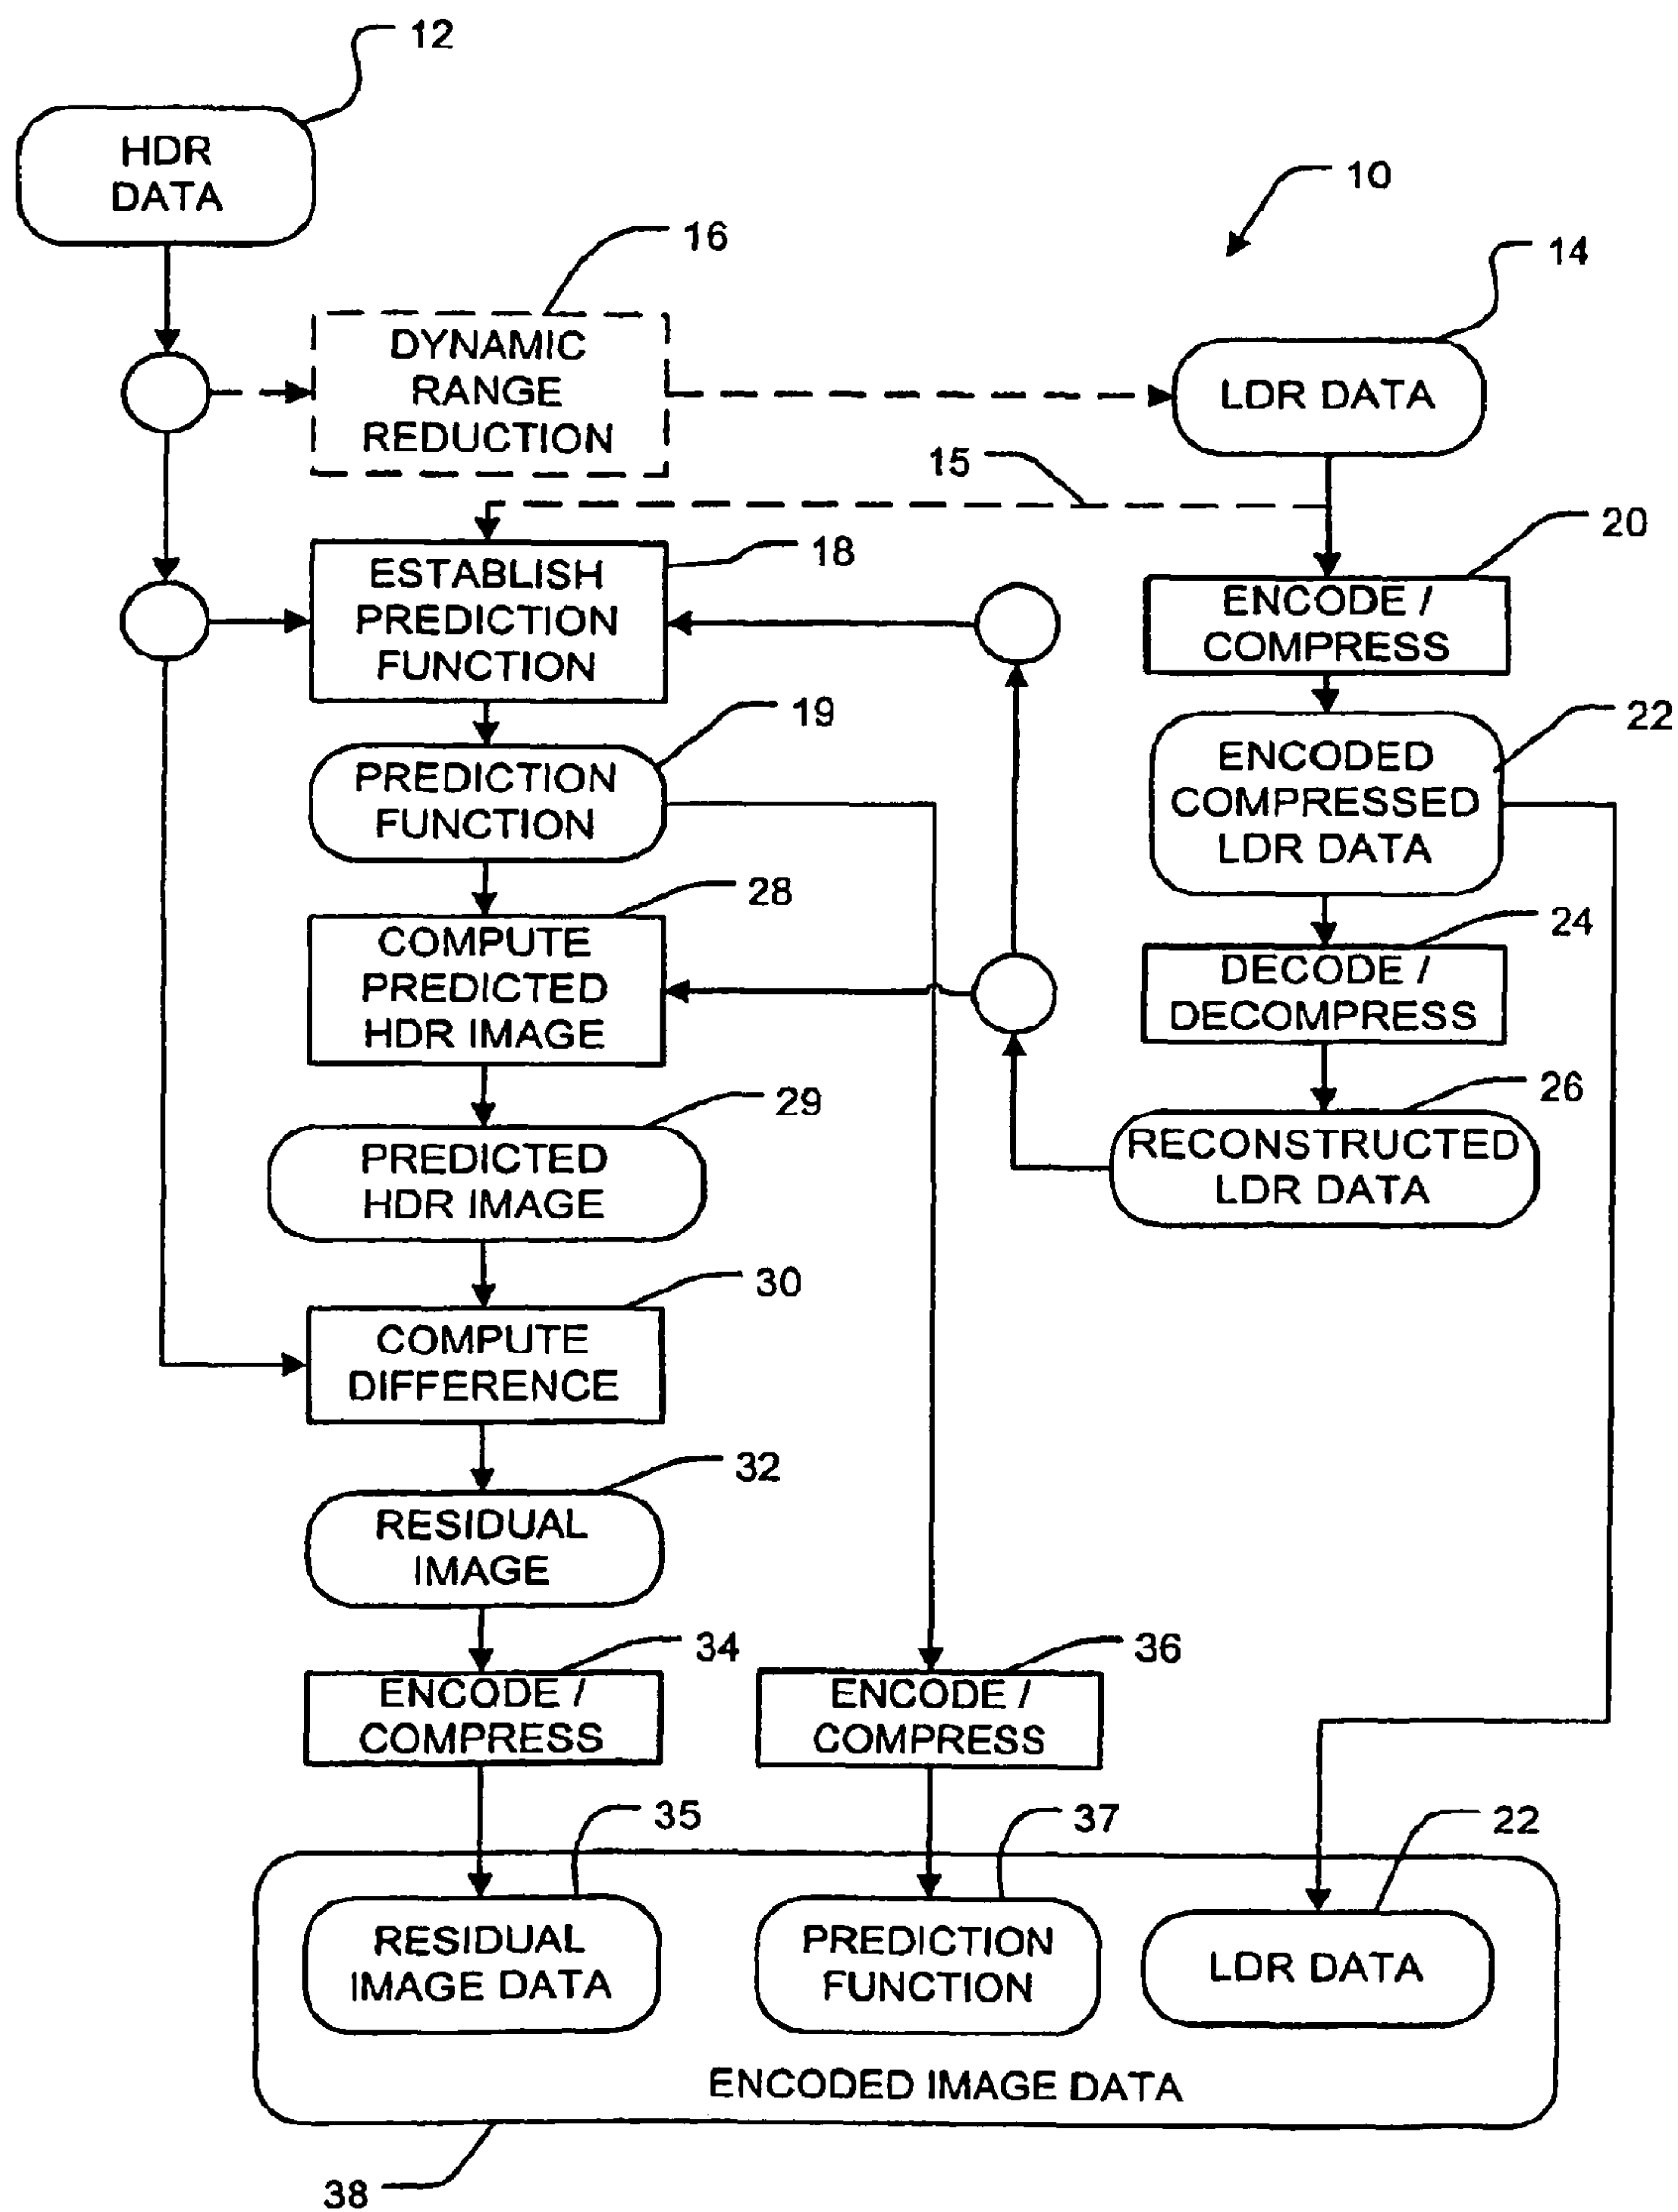 12
HDR
DATA
10
16
14
DYNAMIC
RANGE
REDUCTION
LDR DATA
15
20
18
ESTABLISH
PREDICTION
FUNCTION
ENCODE /
COMPRESS
19
22
PREDICTION
FUNCTION
ENCODED
COMPRESSED
LDR DATA
28
24
COMPUTE
PREDICTED
HDR IMAGE
DECODE /
DECOMPRESS
29
26
PREDICTED
HDR IMAGE
RECONSTRUCTED
LDR DATA
30
COMPUTE
DIFFERENCE
32
RESIDUAL
IMAGE
34
36
ENCODE /
COMPRESS
ENCODE /
COMPRESS
35
37
22
RESIDUAL
IMAGE DATA
PREDICTION
FUNCTION
LDR DATA
ENCODED IMAGE DATA
38